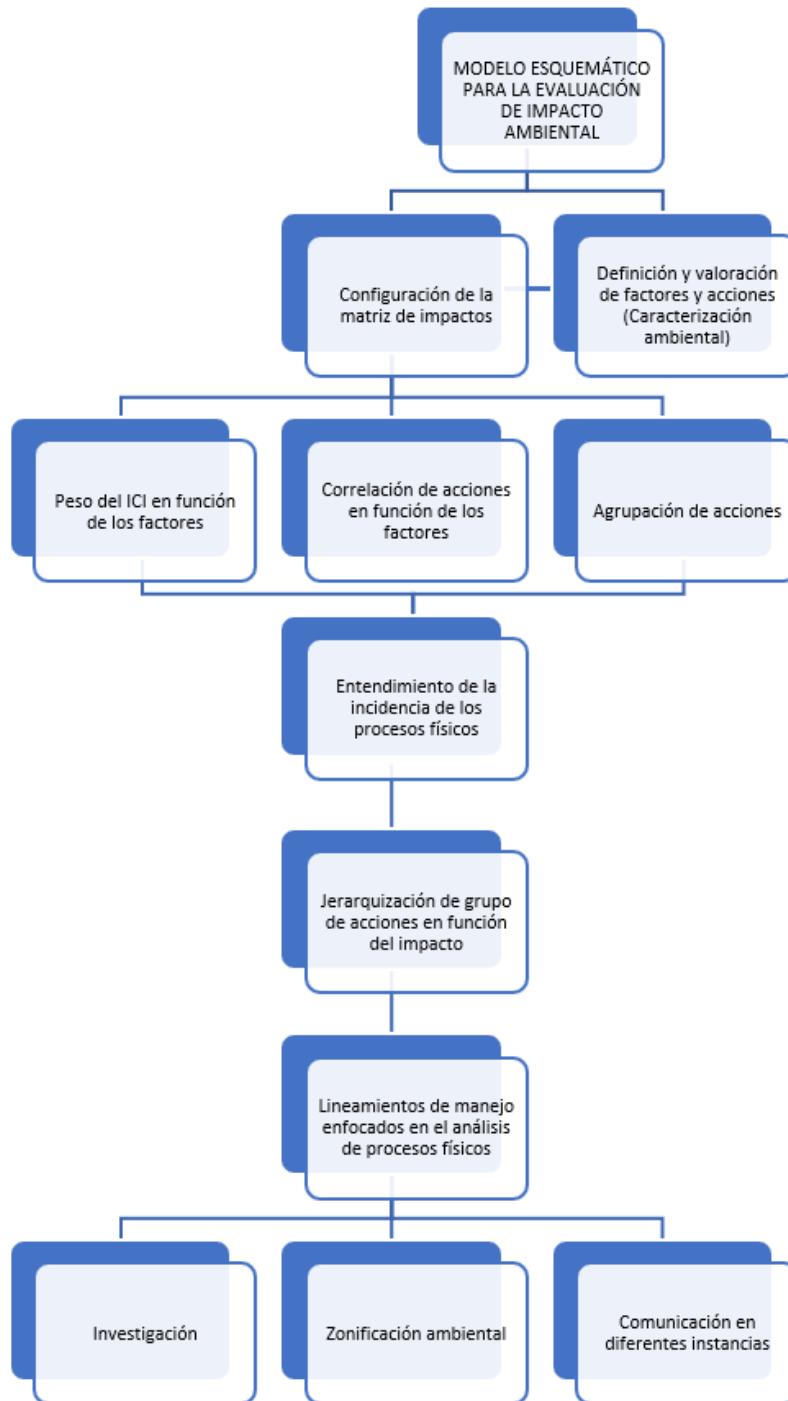 MODELO ESQUEMÁTICO
PARA LA EVALUACIÓN
DE IMPACTO
AMBIENTAL
Configuración de la
matriz de impactos
Definición y valoración
de factores y acciones
(Caracterización
ambiental)
Peso del ICI en función
de los factores
Correlación de acciones
en función de los
factores
Agrupación de acciones
Entendimiento de la
incidencia de los
procesos físicos
Jerarquización de grupo
de acciones en función
del impacto
Lineamientos de manejo
enfocados en el análisis
de procesos físicos
Investigación
Zonificación ambiental
Comunicación en
diferentes instancias